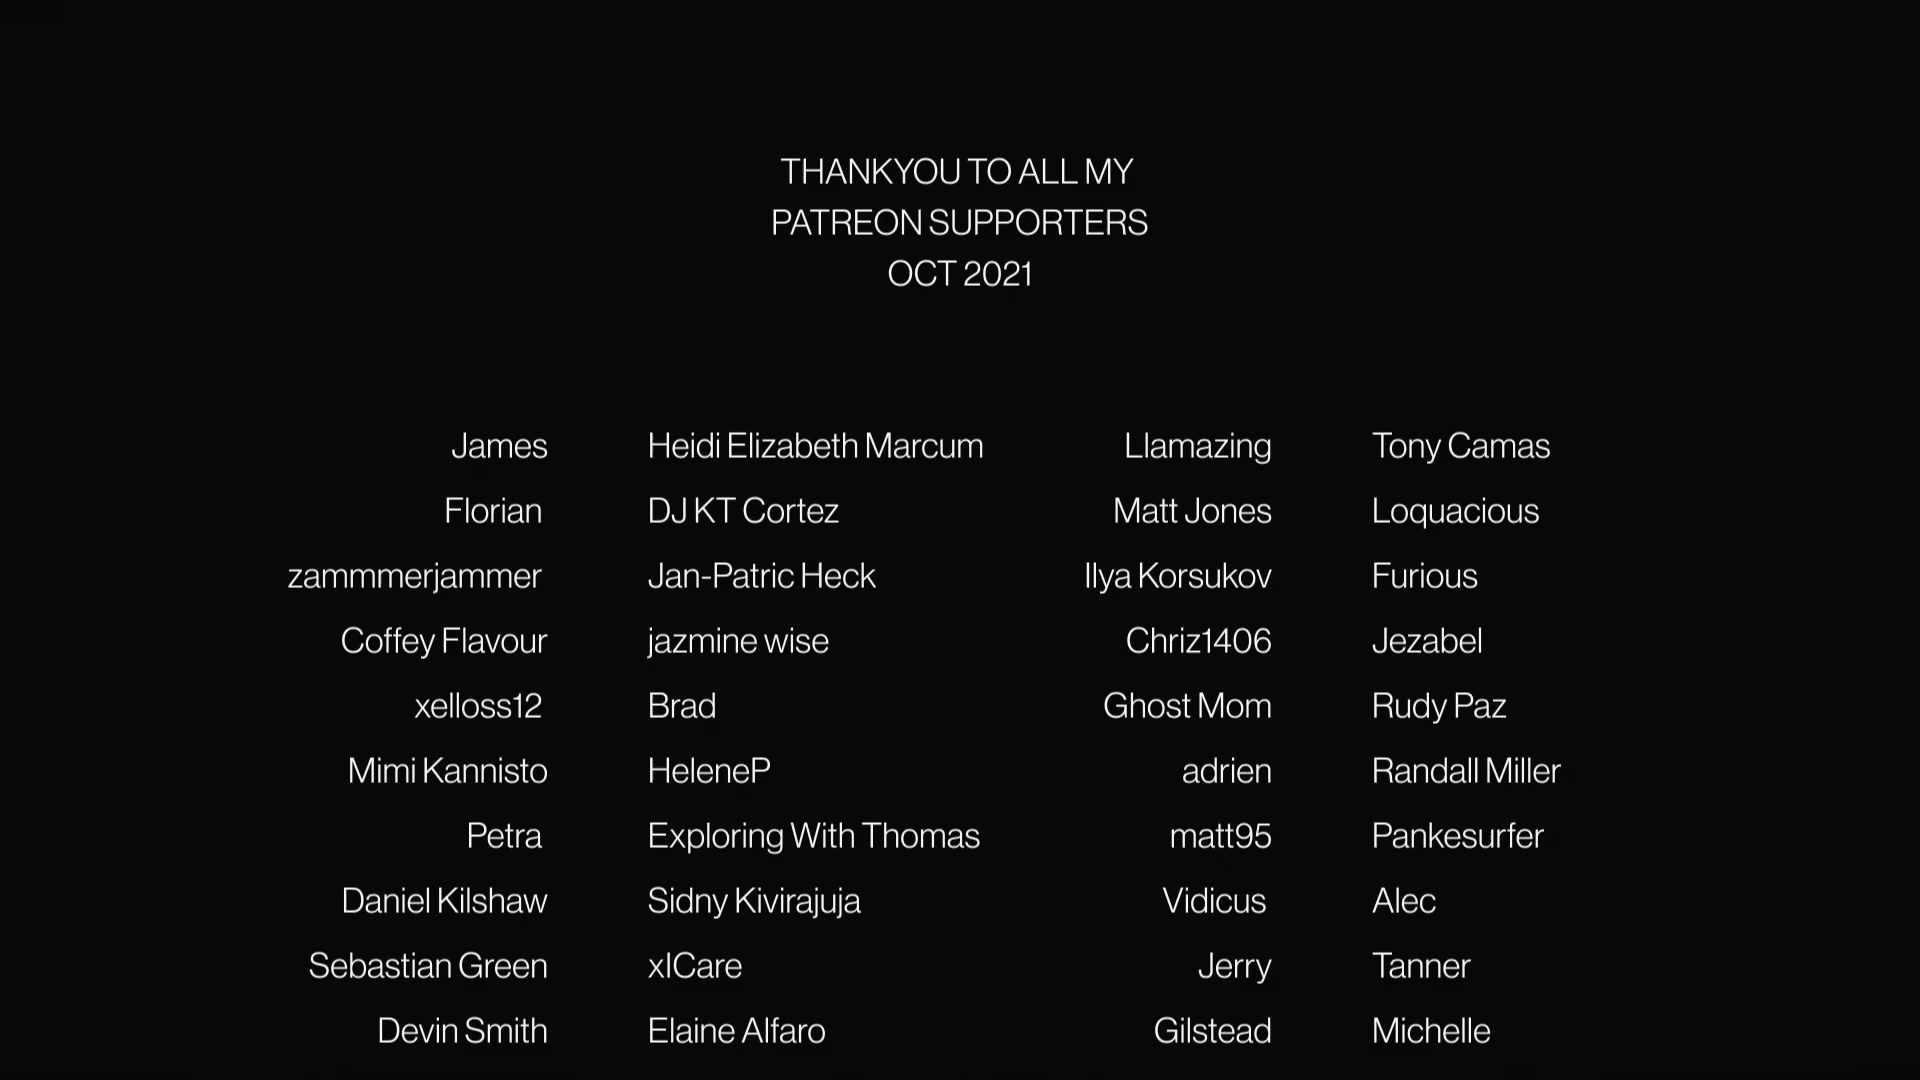 THANKYOU TO ALL MY
PATREON SUPPORTERS
OCT 2021
James Heidi Elizabeth Marcum Llamazing Tony Camas
Florian DJ KT Cortez Matt Jones Loquacious
zammmerjammer Jan-Patric Heck Ilya Korsukov Furious
Coffey Flavour jazmine wise Chriz1406 Jezabel
xelloss12 Brad Ghost Mom Rudy Paz
Mimi Kannisto HeleneP adrien Randall Miller
Petra Exploring With Thomas matt95 Pankesurfer
Daniel Kilshaw Sidny Kivirajuja Vidicus Alec
Sebastian Green xICare Jerry Tanner
Devin Smith Elaine Alfaro Gilstead Michelle